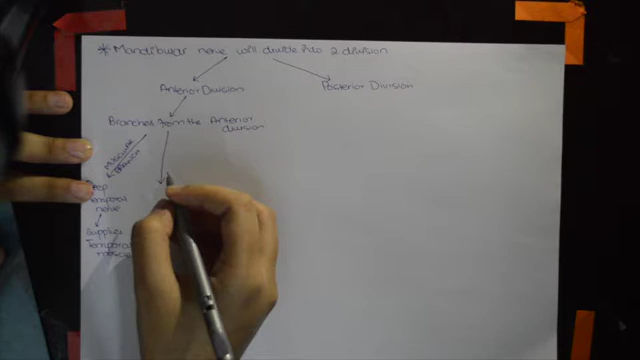 * Mandibular nerve will divide into 2 division
Anterior Division
Posterior Division
Branches from the Anterior
division
Muscular
Branch
Deep
Temporal
nerve
Supplies
Temporal
muscle